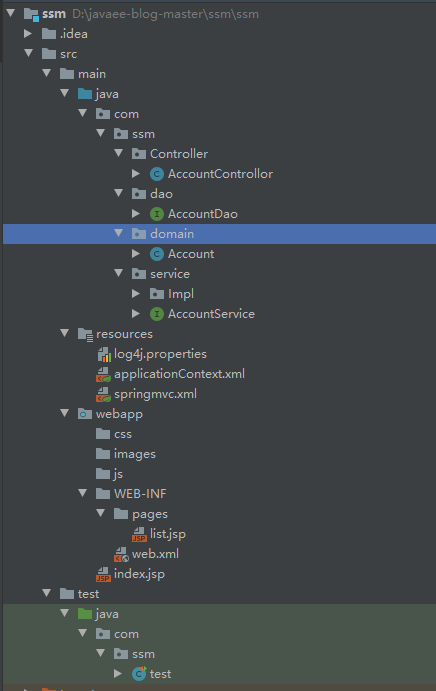 ssm D:\javaee-blog-master\ssm\ssm
.idea
src
main
java
com
ssm
Controller
AccountControllor
dao
AccountDao
domain
Account
service
Impl
AccountService
resources
log4j.properties
applicationContext.xml
springmvc.xml
webapp
css
images
js
WEB-INF
pages
list.jsp
web.xml
index.jsp
test
java
com
ssm
test